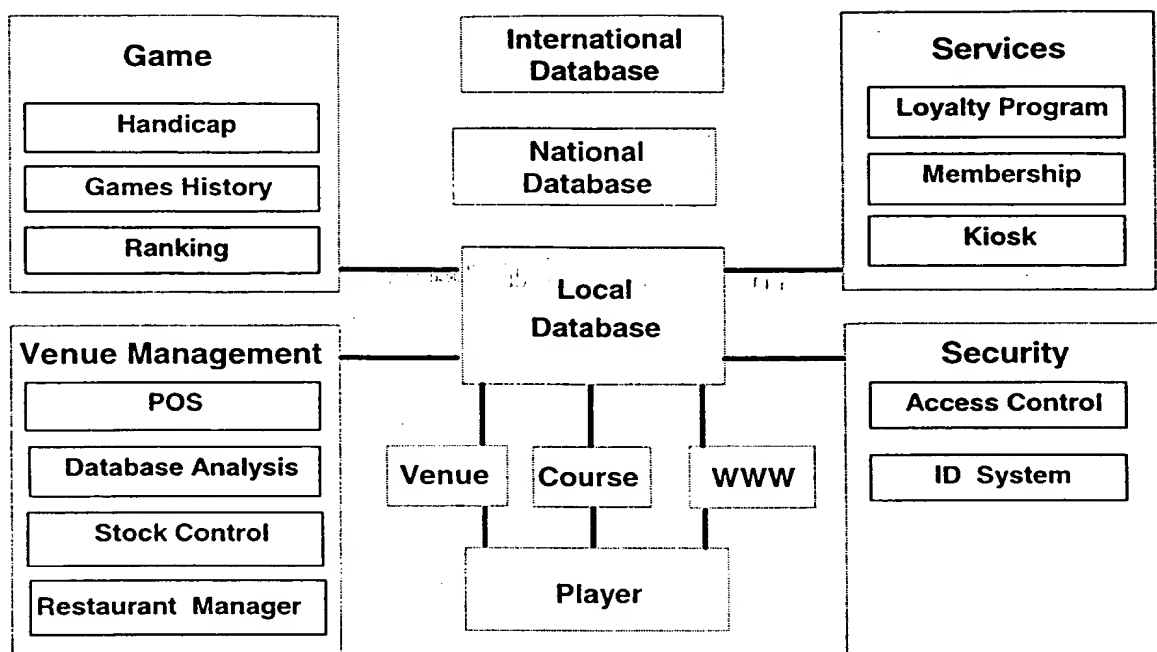 Game
Handicap
Games History
Ranking
International
Database
National
Database
Services
Loyalty Program
Membership
Kiosk
Local
Database
Venue Management
POS
Database Analysis
Stock Control
Restaurant Manager
Venue
Course
WWW
Player
Security
Access Control
ID System